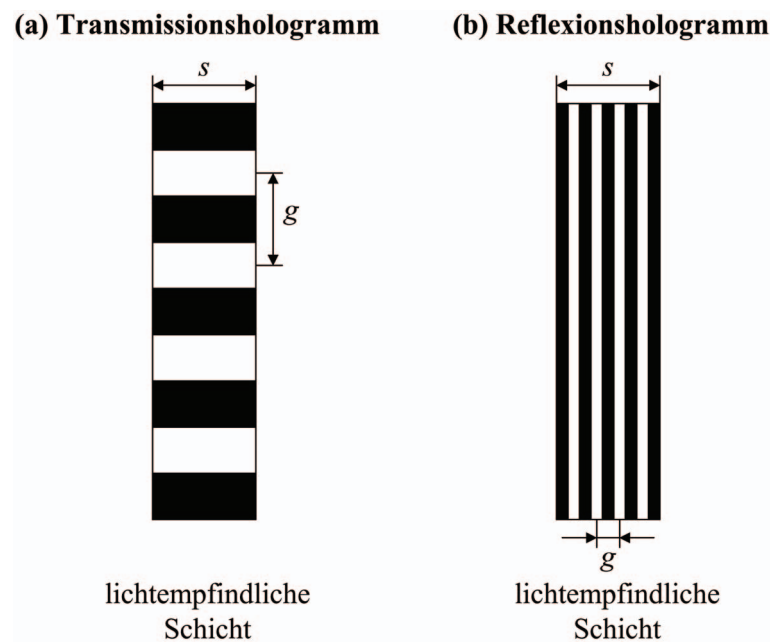 (a) Transmissionshologramm
s
g
lichtempfindliche
Schicht
(b) Reflexionshologramm
s
g
lichtempfindliche
Schicht